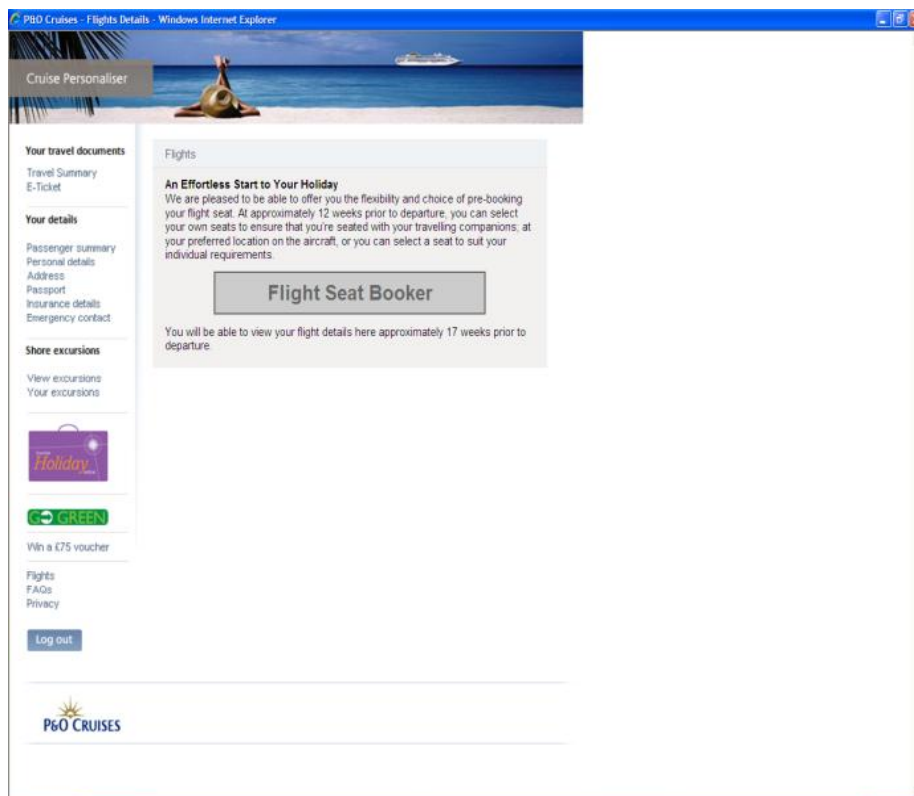 P&O Cruises - Flights Details - Windows Internet Explorer
Cruise Personaliser
Your travel documents
Travel Summary
E-Ticket
Your details
Passenger summary
Personal details
Address
Passport
Insurance details
Emergency contact
Shore excursions
View excursions
Your excursions
Holiday
GO GREEN
Win a £75 voucher
Flights
FAQs
Privacy
Log out
Flights
An Effortless Start to Your Holiday
We are pleased to be able to offer you the flexibility and choice of pre-booking
your flight seat. At approximately 12 weeks prior to departure, you can select
your own seats to ensure that you're seated with your travelling companions; at
your preferred location on the aircraft, or you can select a seat to suit your
individual requirements.
Flight Seat Booker
You will be able to view your flight details here approximately 17 weeks prior to
departure.
P&O CRUISES